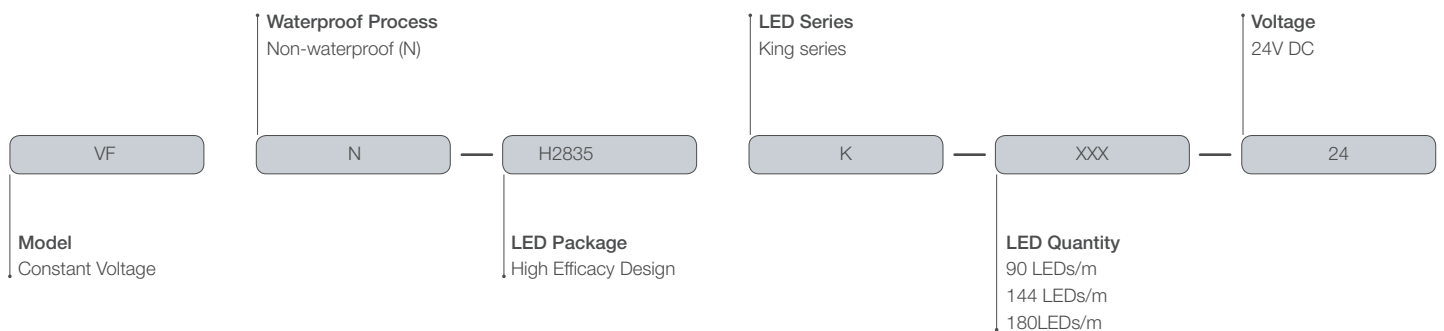 Waterproof Process
Non-waterproof (N)
LED Series
King series
Voltage
24V DC
VF N — H2835 K — XXX — 24
Model
Constant Voltage
LED Package
High Efficacy Design
LED Quantity
90 LEDs/m
144 LEDs/m
180LEDs/m